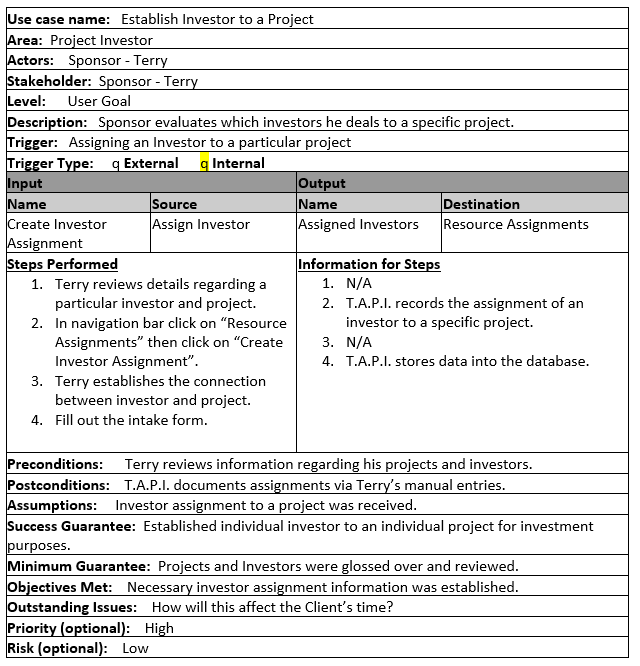 Use case name: Establish Investor to a Project
Area: Project Investor
Actors: Sponsor - Terry
Stakeholder: Sponsor - Terry
Level: User Goal
Description: Sponsor evaluates which investors he deals to a specific project.
Trigger: Assigning an Investor to a particular project
Trigger Type: q External q Internal
Input Output
Name Source Name Destination
Create Investor Assignment Assign Investor Assigned Investors Resource Assignments
Steps Performed
1. Terry reviews details regarding a
particular investor and project.
2. In navigation bar click on “Resource
Assignments” then click on “Create
Investor Assignment”.
3. Terry establishes the connection
between investor and project.
4. Fill out the intake form.
Information for Steps
1. N/A
2. T.A.P.I. records the assignment of an
investor to a specific project.
3. N/A
4. T.A.P.I. stores data into the database.
Preconditions: Terry reviews information regarding his projects and investors.
Postconditions: T.A.P.I. documents assignments via Terry’s manual entries.
Assumptions: Investor assignment to a project was received.
Success Guarantee: Established individual investor to an individual project for investment
purposes.
Minimum Guarantee: Projects and Investors were glossed over and reviewed.
Objectives Met: Necessary investor assignment information was established.
Outstanding Issues: How will this affect the Client’s time?
Priority (optional): High
Risk (optional): Low